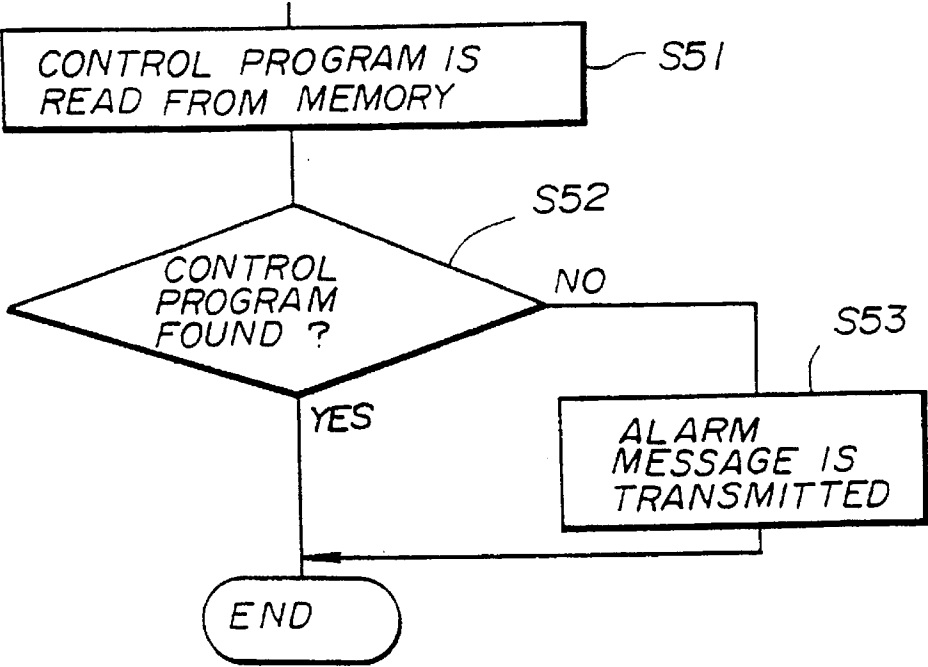 CONTROL PROGRAM IS
READ FROM MEMORY
S51
S52
CONTROL
PROGRAM
FOUND ?
NO
YES
S53
ALARM
MESSAGE IS
TRANSMITTED
END